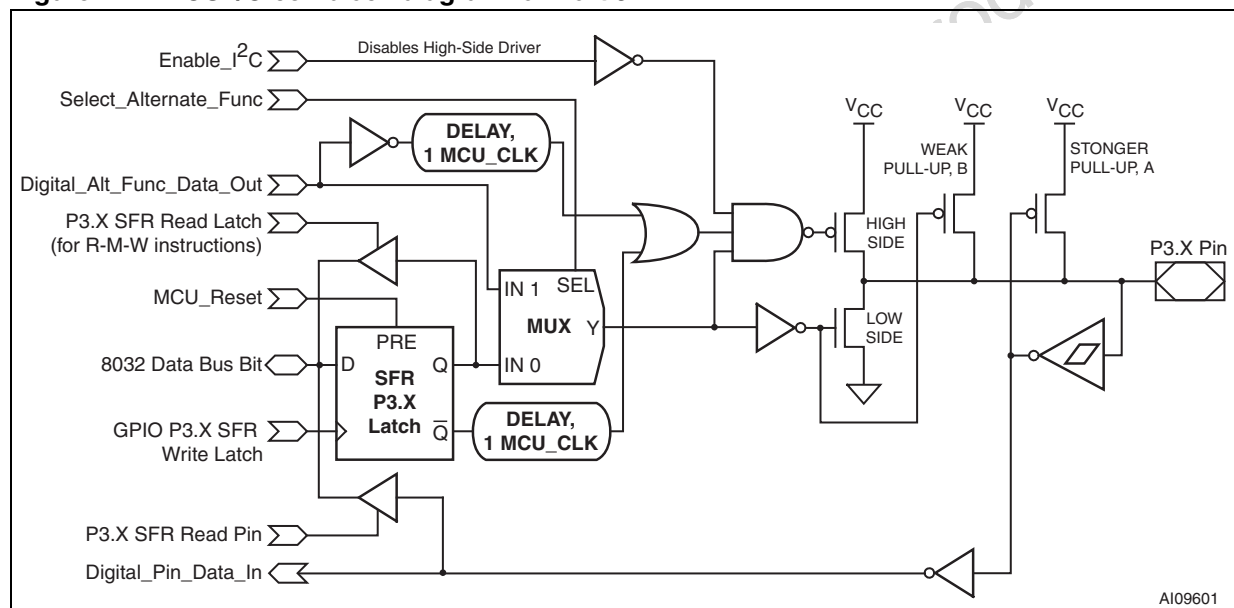 Enable_I2C
Disables High-Side Driver
Select_Alternate_Func
DELAY,
1 MCU_CLK
Digital_Alt_Func_Data_Out
P3.X SFR Read Latch
(for R-M-W instructions)
MCU_Reset
8032 Data Bus Bit
GPIO P3.X SFR
Write Latch
P3.X SFR Read Pin
Digital_Pin_Data_In
PRE
D
Q
SFR
P3.X
Latch
Q
DELAY,
1 MCU_CLK
IN 1
SEL
MUX
Y
IN 0
VCC
VCC
VCC
WEAK
PULL-UP, B
STONGER
PULL-UP, A
HIGH
SIDE
LOW
SIDE
P3.X Pin
AI09601